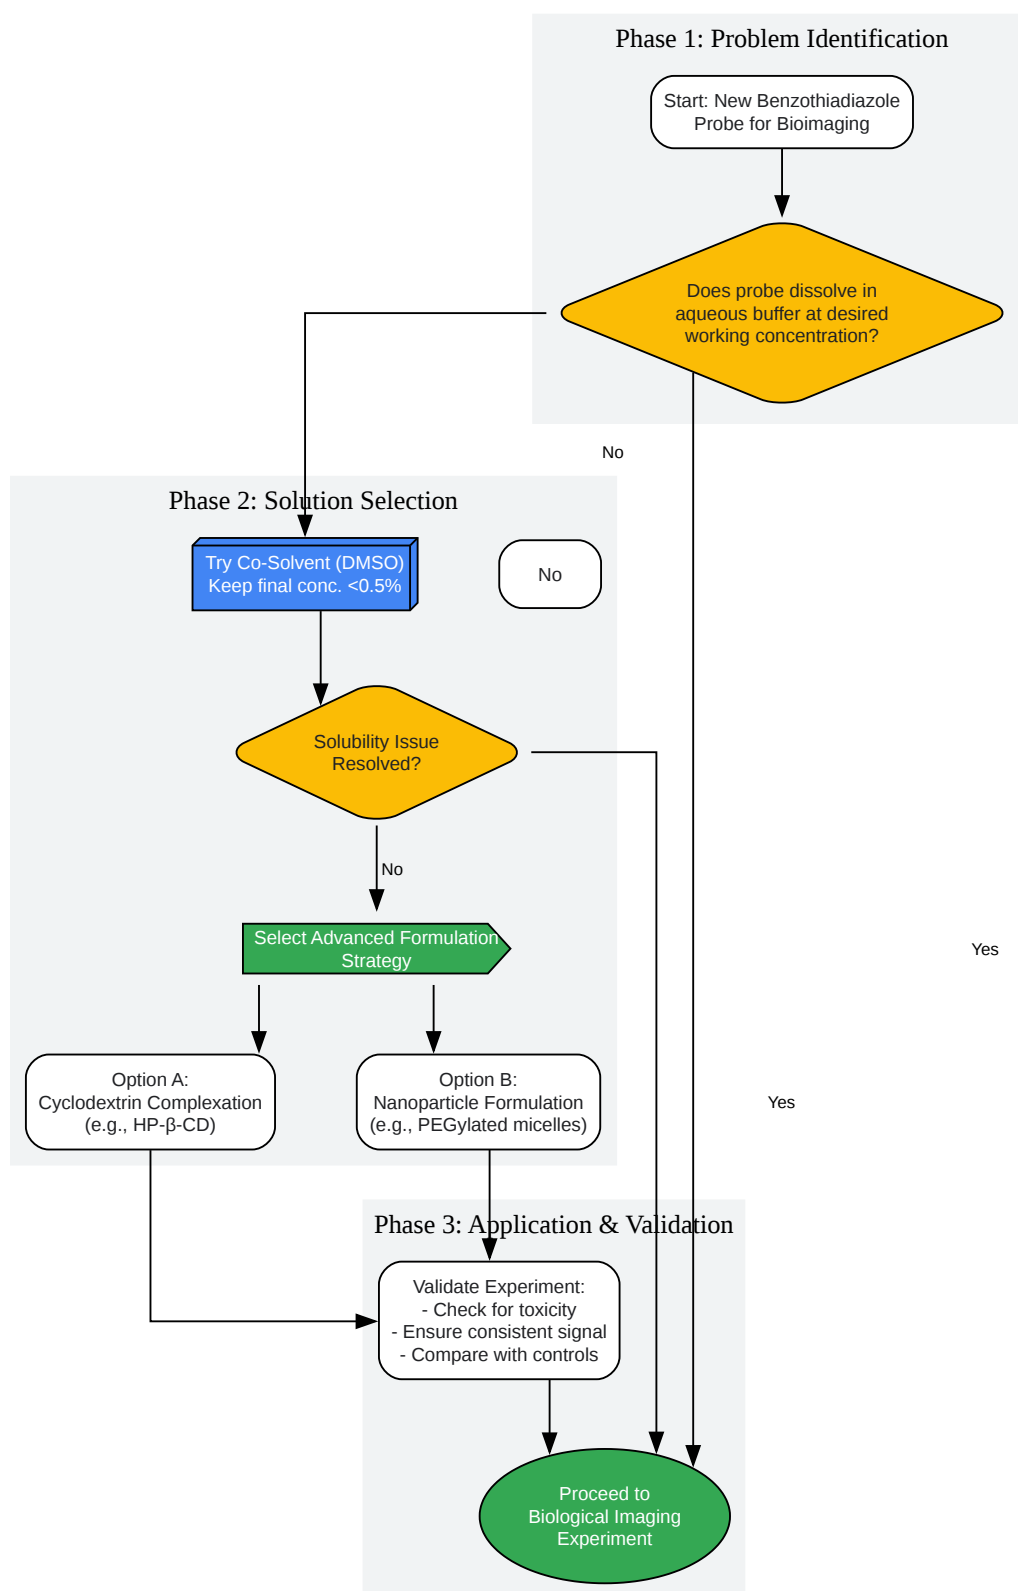 Phase 1: Problem Identification
Start: New Benzothiadiazole
Probe for Bioimaging
Does probe dissolve in
aqueous buffer at desired
working concentration?
No
Phase 2: Solution Selection
Try Co-Solvent (DMSO)
Keep final conc. <0.5%
No
Solubility Issue
Resolved?
No
Select Advanced Formulation
Strategy
Yes
Option A:
Cyclodextrin Complexation
(e.g., HP-β-CD)
Option B:
Nanoparticle Formulation
(e.g., PEGylated micelles)
Yes
Phase 3: Application & Validation
Validate Experiment:
- Check for toxicity
- Ensure consistent signal
- Compare with controls
Proceed to
Biological Imaging
Experiment